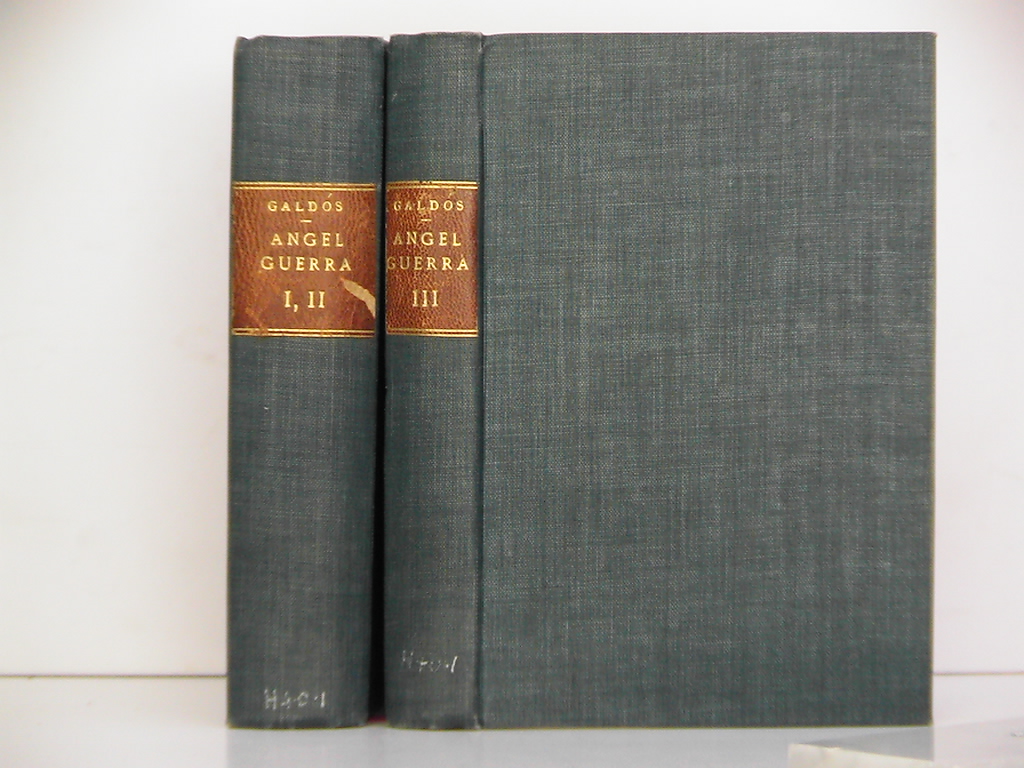 GALDÓS
ANGEL
GUERRA
I, II
H40-1
GALDÓS
ANGEL
GUERRA
III
H40-1